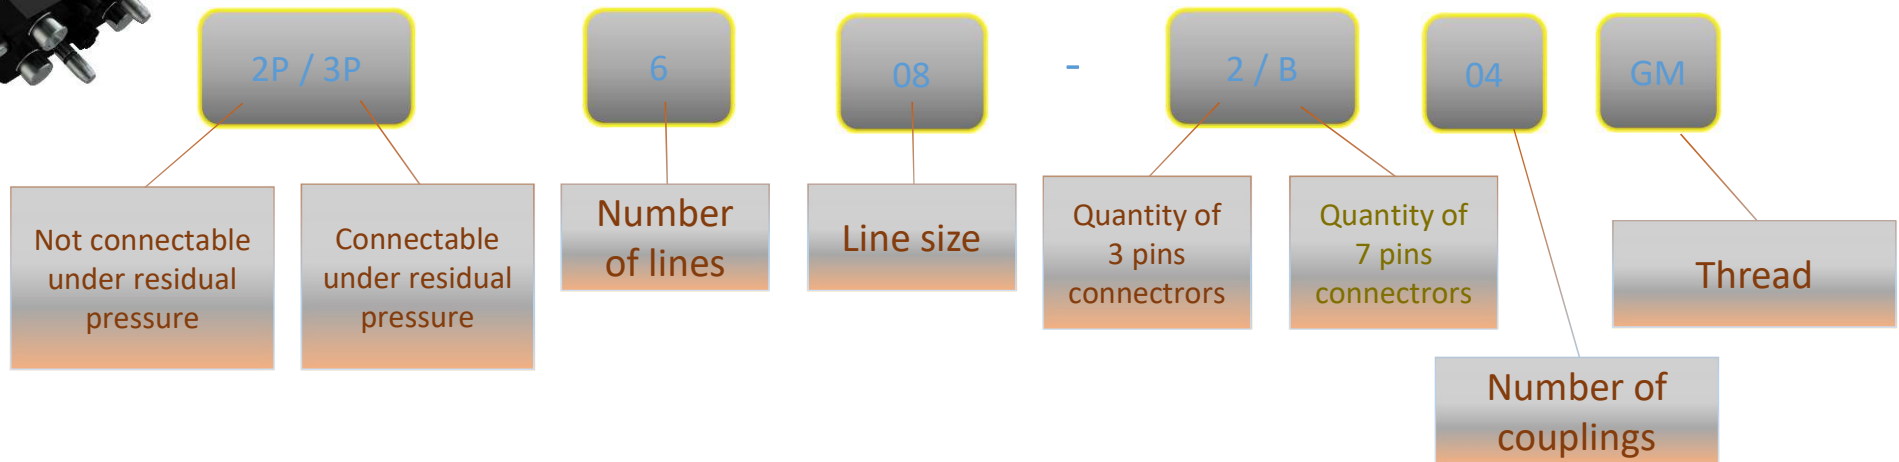 2P / 3P
6
08
-
2 / B
04
GM
Not connectable
under residual
pressure
Connectable
under residual
pressure
Number
of lines
Line size
Quantity of
3 pins
connectrors
Quantity of
7 pins
connectrors
Thread
Number of
couplings